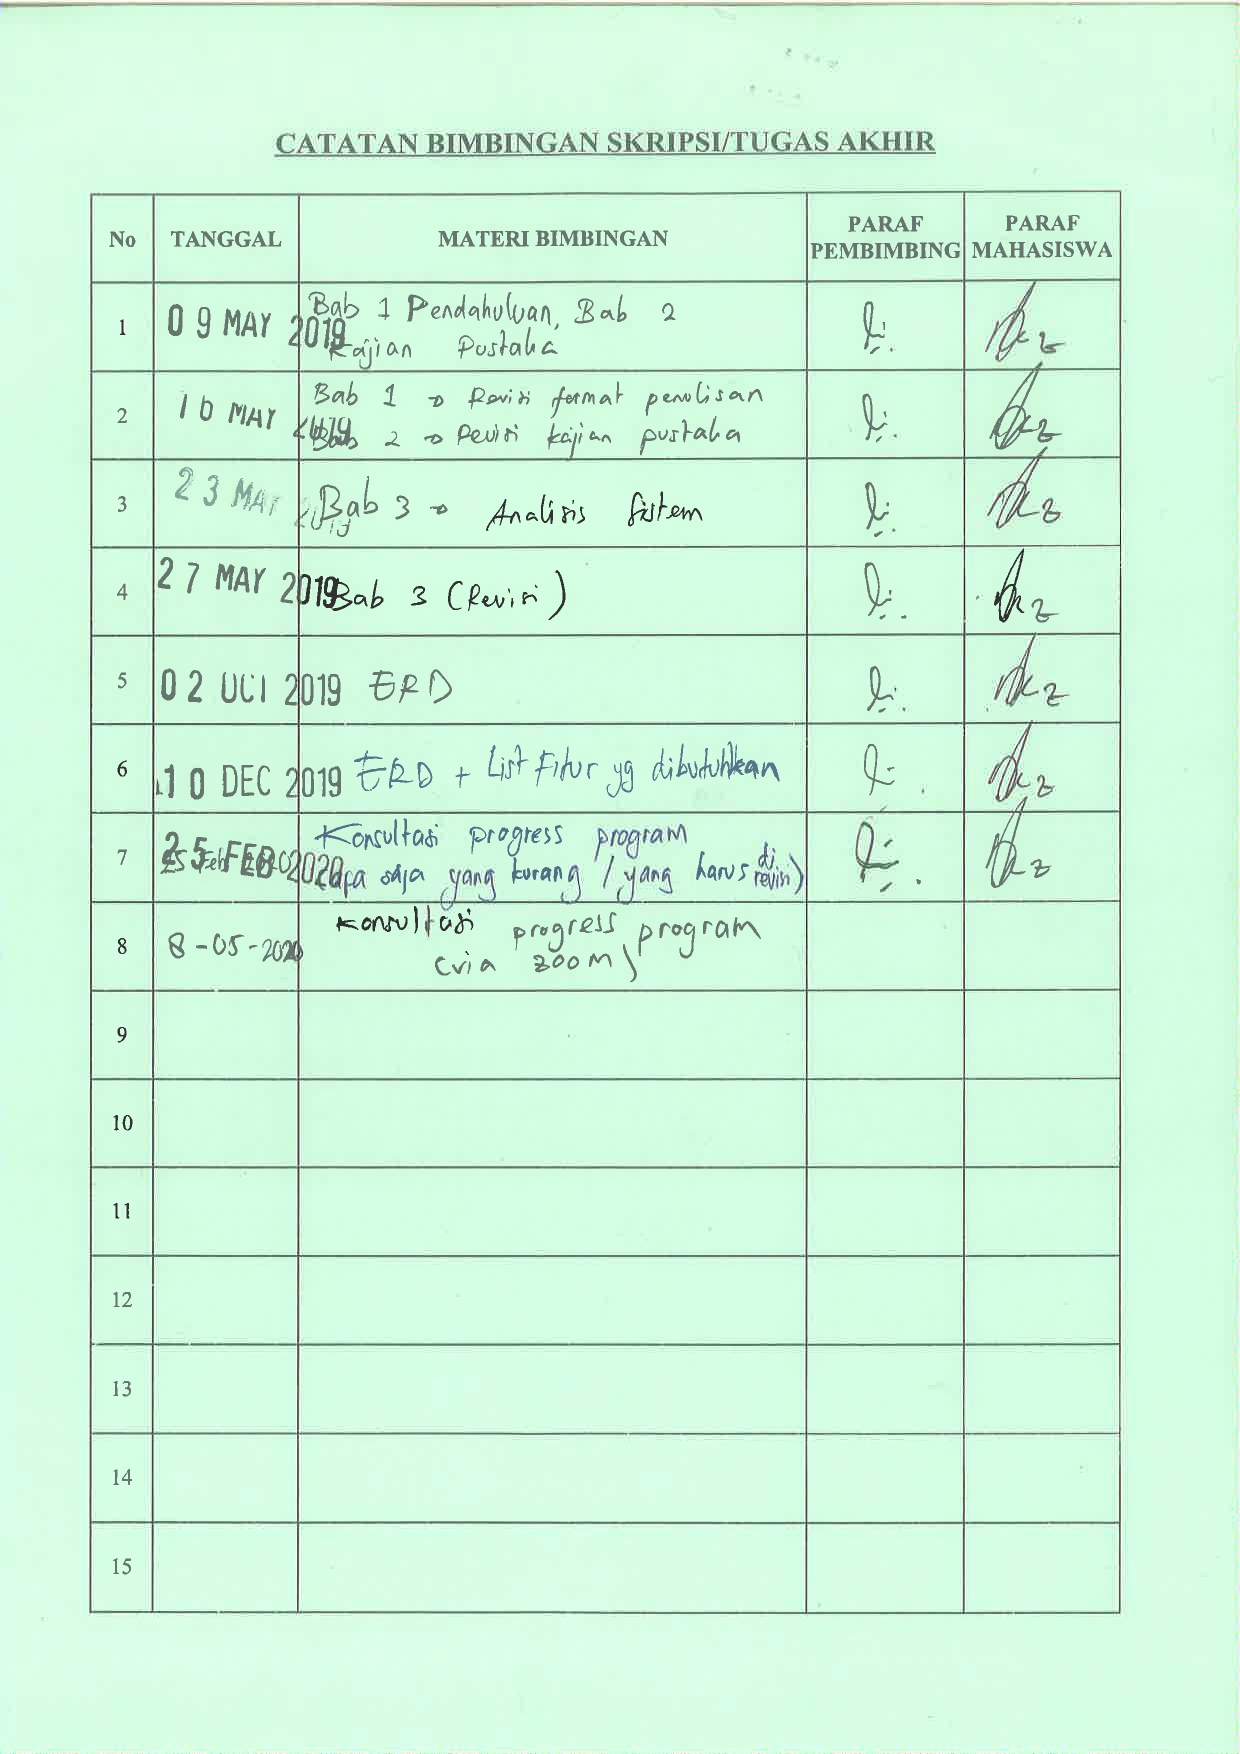 CATATAN BIMBINGAN SKRIPSI/TUGAS AKHIR
No TANGGAL MATERI BIMBINGAN PARAF PEMBIMBING PARAF MAHASISWA
1 09 MAY 2019 Bab 1 Pendahuluan, Bab 2
Kajian Pustaka
2 MAY Bab 1 → Revisi format penulisan
Bab 2 → Revisi kajian pustaka
3 23 MAY Bab 3 → Analisis Sistem
4 27 MAY 2019 Bab 3 (Revisi)
5 02 OCT 2019 ERD
6 10 DEC 2019 ERD + List Fitur yg dibutuhkan
7 25 FEB 2020 Konsultasi progress program
apa saja yang kurang / yang harus di revisi)
8 8-05-2020 Konsultasi progress program
(via zoom)
9
10
11
12
13
14
15